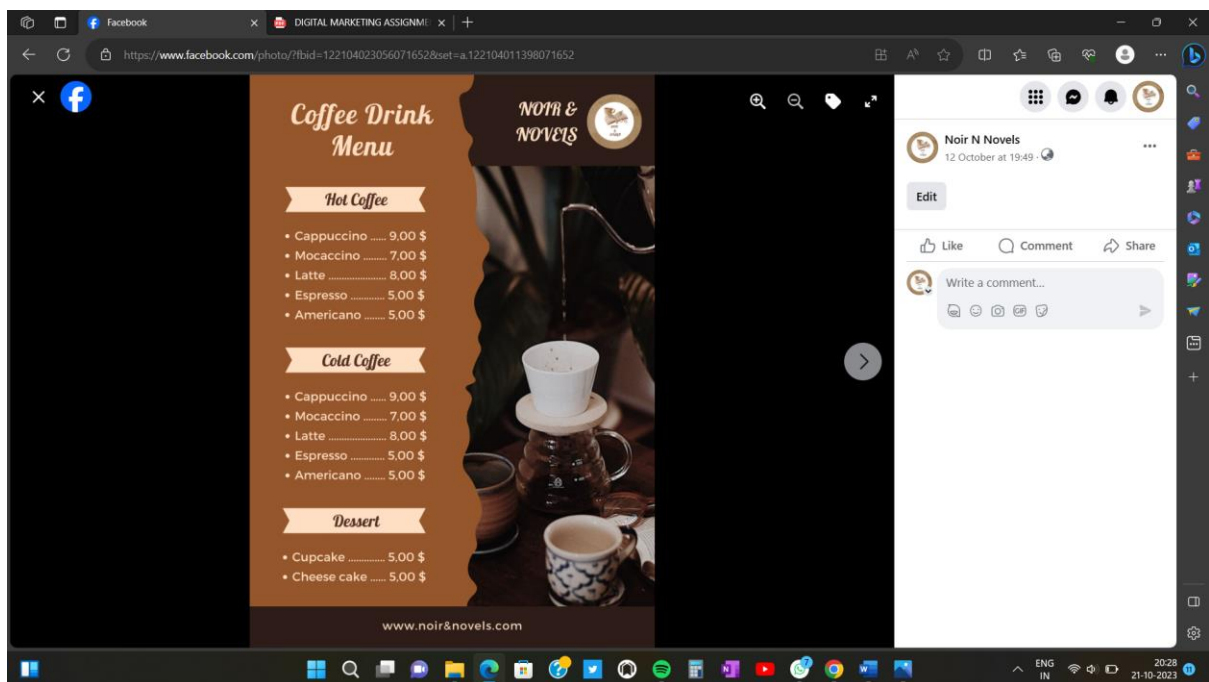 Facebook
DIGITAL MARKETING ASSIGNME
https://www.facebook.com/photo/?fbid=122104023056071652&set=a.122104011398071652
Coffee Drink
Menu
NOIR &
NOVELS
Hot Coffee
• Cappuccino ...... 9,00 $
• Mocaccino ......... 7,00 $
• Latte ...................... 8,00 $
• Espresso ............. 5,00 $
• Americano ........ 5,00 $
Cold Coffee
• Cappuccino ...... 9,00 $
• Mocaccino ......... 7,00 $
• Latte ...................... 8,00 $
• Espresso ............. 5,00 $
• Americano ........ 5,00 $
Dessert
• Cupcake .............. 5,00 $
• Cheese cake ...... 5,00 $
www.noir&novels.com
Noir N Novels
12 October at 19:49 ·
Edit
Like
Comment
Share
Write a comment...
GIF
ENG
IN
20:28
21-10-2023